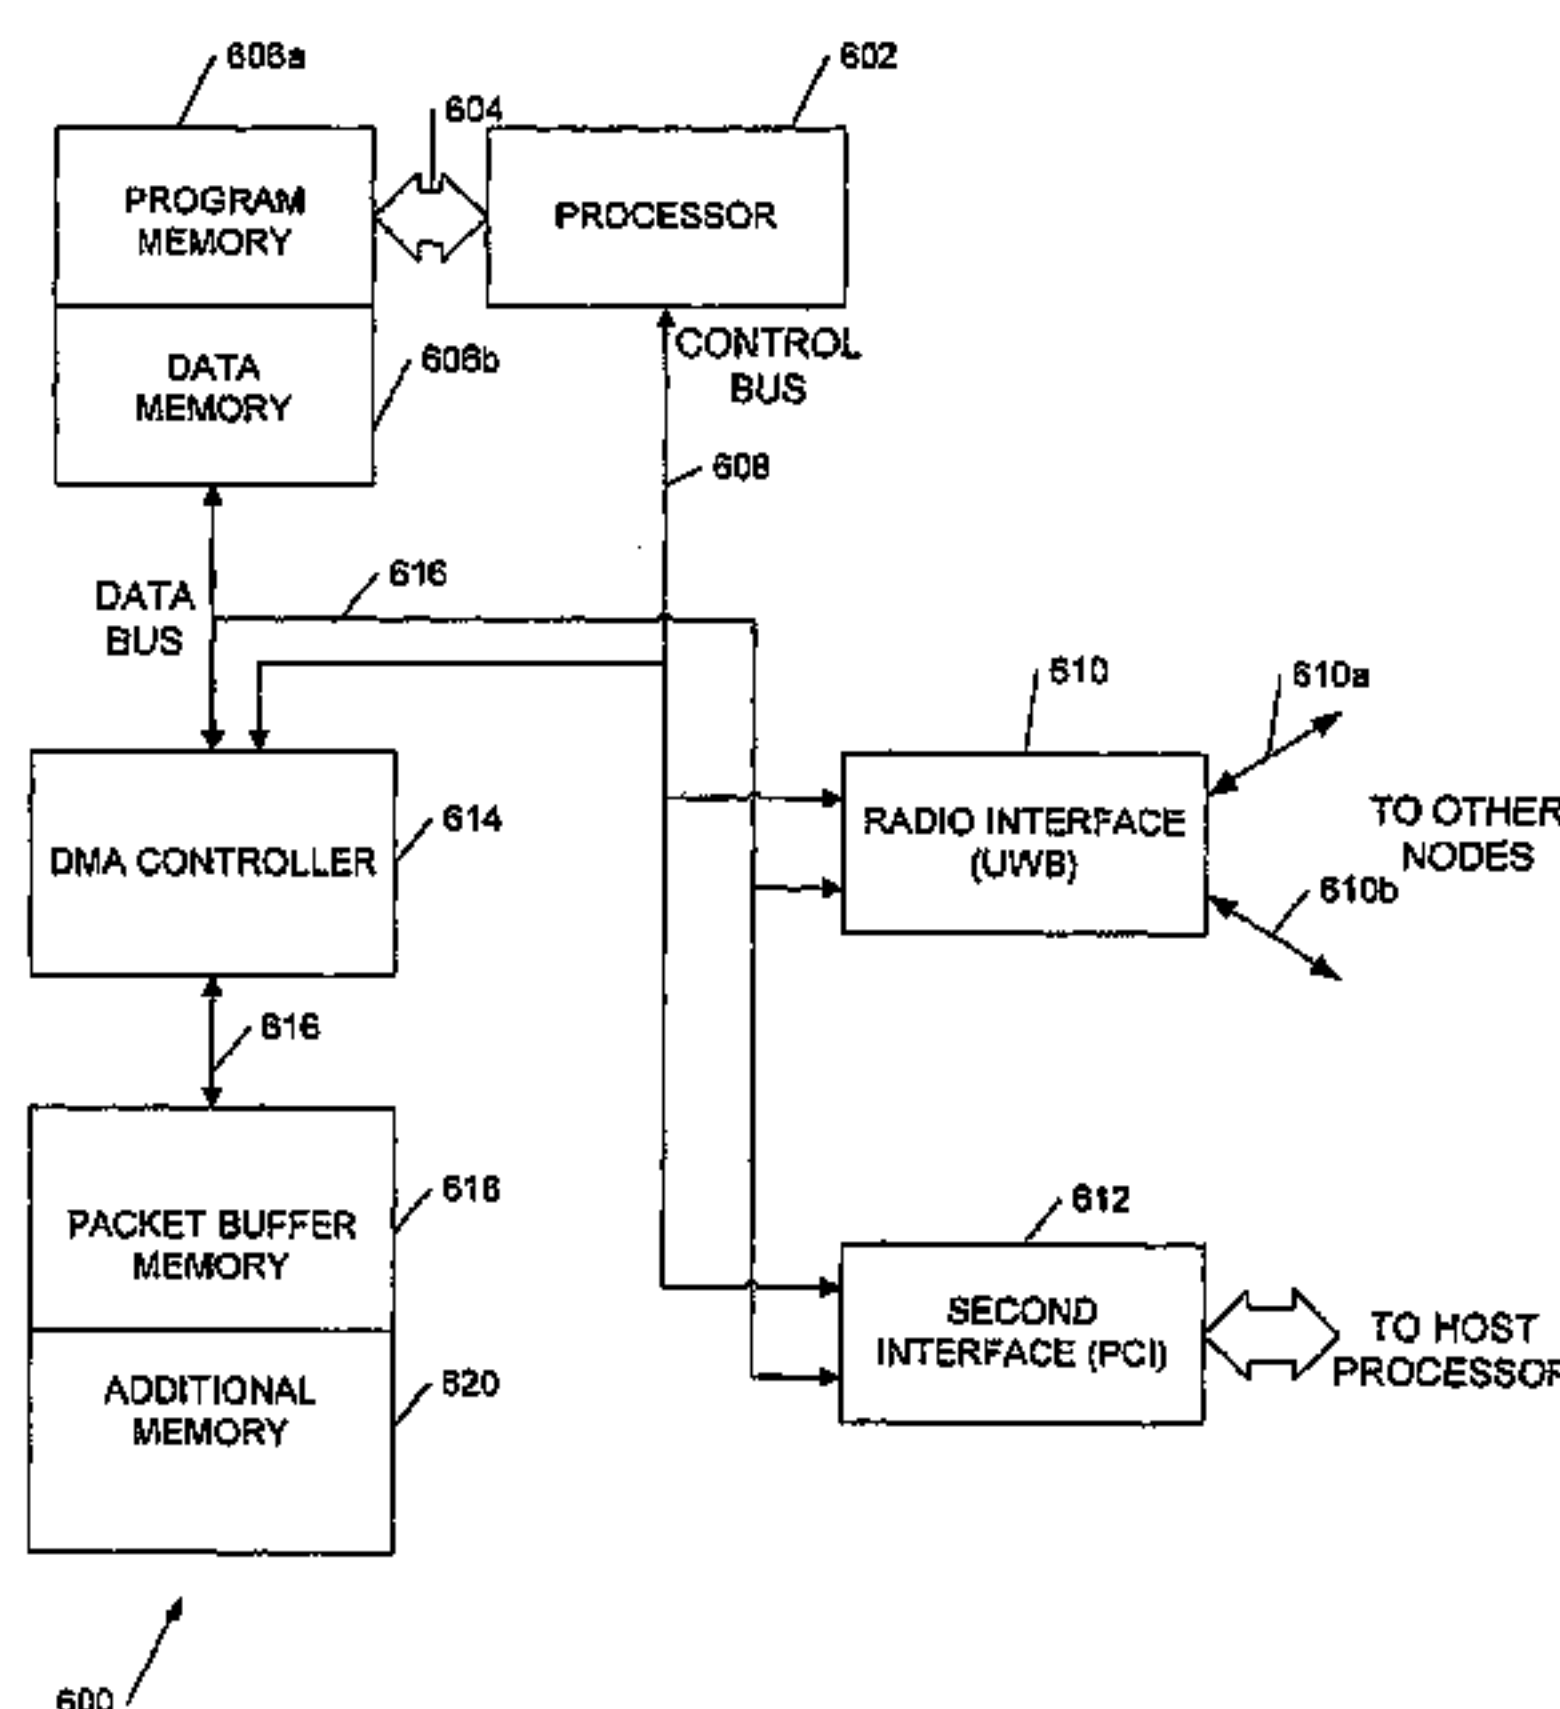 606a
602
604
PROGRAM
MEMORY
PROCESSOR
DATA
MEMORY
606b
CONTROL
BUS
608
616
DATA
BUS
610
610a
614
DMA CONTROLLER
RADIO INTERFACE
(UWB)
TO OTHER
NODES
610b
616
618
612
PACKET BUFFER
MEMORY
SECOND
INTERFACE (PCI)
TO HOST
PROCESSOR
ADDITIONAL
MEMORY
620
600